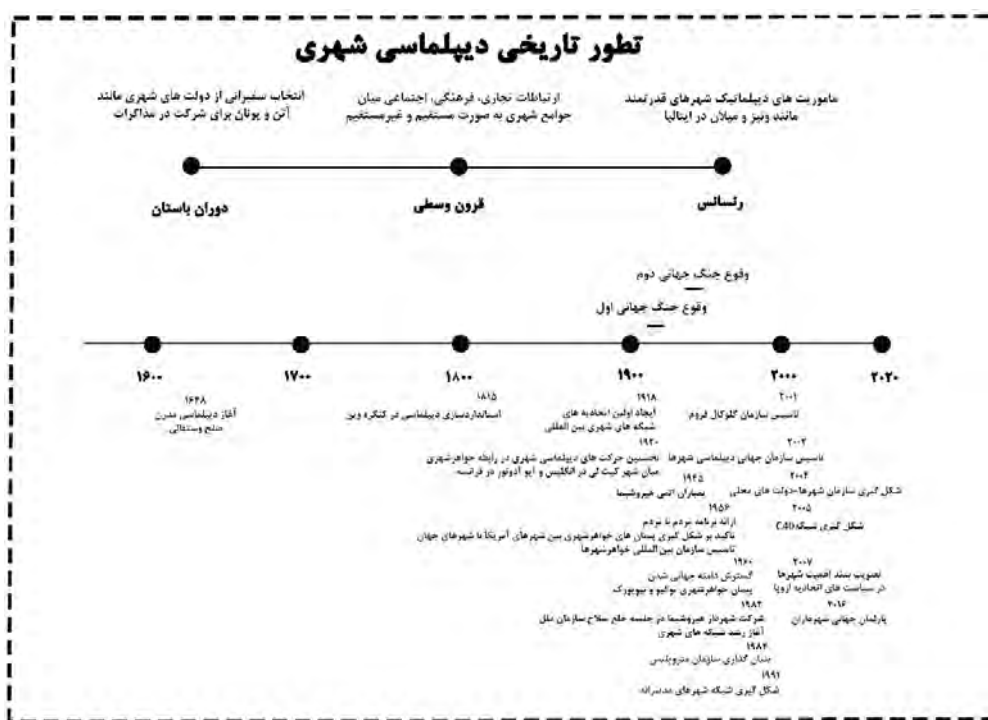 تطور تاریخی دیپلماسی شهری
ماموریت های دیپلماتیک شهرهای قدرتمند
مانند ونیز و میلان در ایتالیا
ارتباطات تجاری، فرهنگی، اجتماعی میان
جوامع شهری به صورت مستقیم و غیرمستقیم
انتخاب سفیرانی از دولت های شهری مانند
آتن و یونان برای شرکت در مذاکرات
رنسانس
قرون وسطی
دوران باستان
وقوع جنگ جهانی دوم
وقوع جنگ جهانی اول
۱۶۰۰
۱۷۰۰
۱۸۰۰
۱۹۰۰
۲۰۰۰
۲۰۲۰
۱۶۴۸
آغاز دیپلماسی مدرن
صلح وستفالی
۱۸۱۵
استانداردسازی دیپلماسی در کنگره وین
۱۹۱۸
ایجاد اولین اتحادیه های
شبکه های شهری بین المللی
۱۹۲۰
نخستین حرکت های دیپلماسی شهری در رابطه خواهرشهری
میان شهر کیث لی در انگلیس و
در فرانسه
۱۹۴۵
بمباران اتمی هیروشیما
۱۹۵۶
ارائه برنامه مردم با مردم
تاکید بر شکل گیری پیمان های خواهرشهری بین شهرهای آمریکا با شهرهای جهان
تاسیس سازمان بین المللی خواهرشهرها
۱۹۶۰
گسترش دامنه جهانی شدن
پیمان خواهرشهری توکیو و نیویورک
۱۹۸۲
شرکت شهردار هیروشیما در جلسه خلع سلاح سازمان ملل
آغاز رشد شبکه های شهری
۱۹۸۴
بنیان گذاری سازمان متروپلیس
۱۹۹۱
شکل گیری شبکه شهرهای مدیترانه
۲۰۰۱
تاسیس سازمان گلوکال فروم
تاسیس سازمان جهانی دیپلماسی شهرها
۲۰۰۴
شکل گیری سازمان شهرها-دولت های محلی
۲۰۰۵
شکل گیری شبکه C40
۲۰۰۷
تصویب سند اهمیت شهرها
در سیاست های اتحادیه اروپا
۲۰۱۶
پارلمان جهانی شهرداران